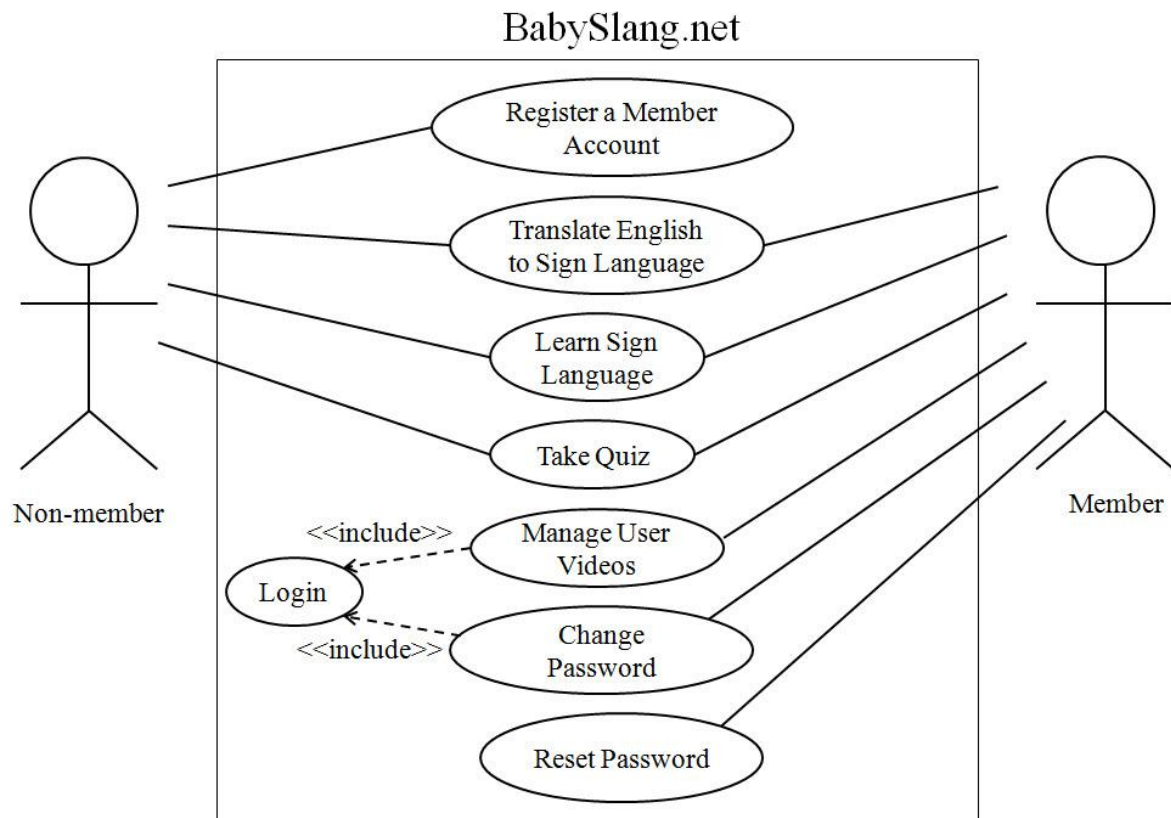 BabySlang.net
Register a Member
Account
Translate English
to Sign Language
Learn Sign
Language
Take Quiz
Non-member
Member
<<include>>
Manage User
Videos
Login
<<include>>
Change
Password
Reset Password